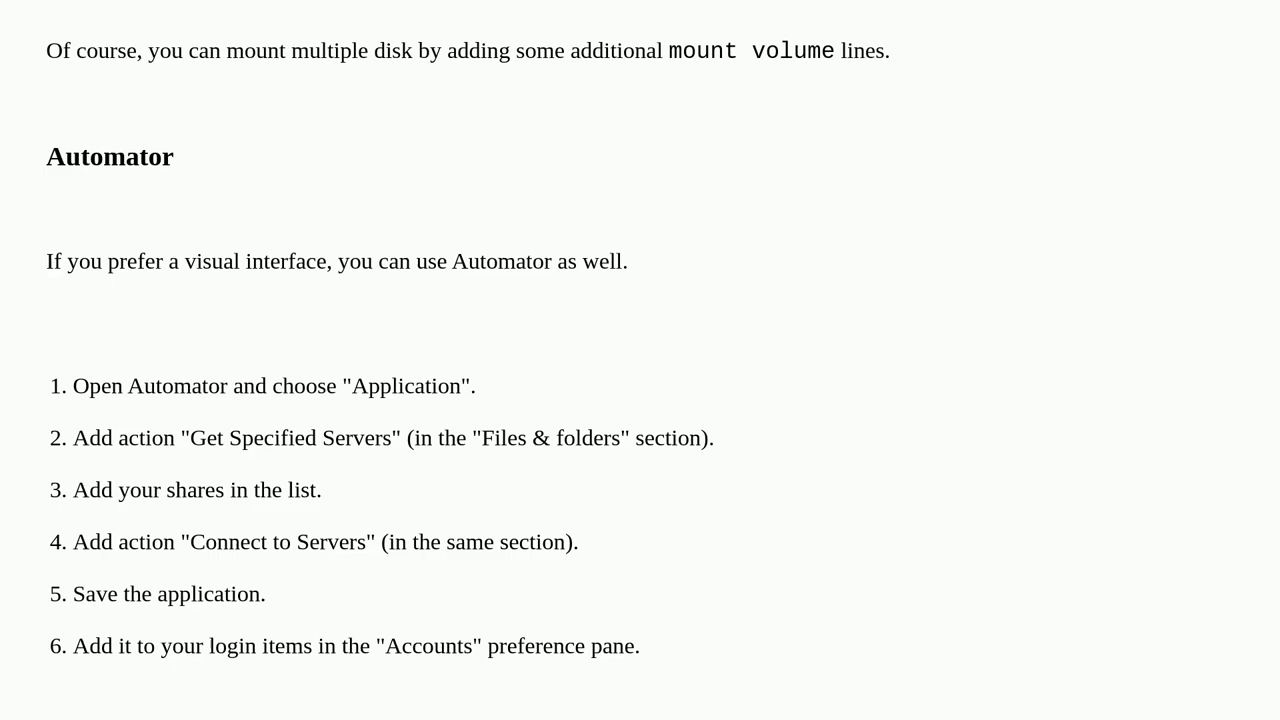 Of course, you can mount multiple disk by adding some additional mount volume lines.
Automator
If you prefer a visual interface, you can use Automator as well.
1. Open Automator and choose "Application".
2. Add action "Get Specified Servers" (in the "Files & folders" section).
3. Add your shares in the list.
4. Add action "Connect to Servers" (in the same section).
5. Save the application.
6. Add it to your login items in the "Accounts" preference pane.